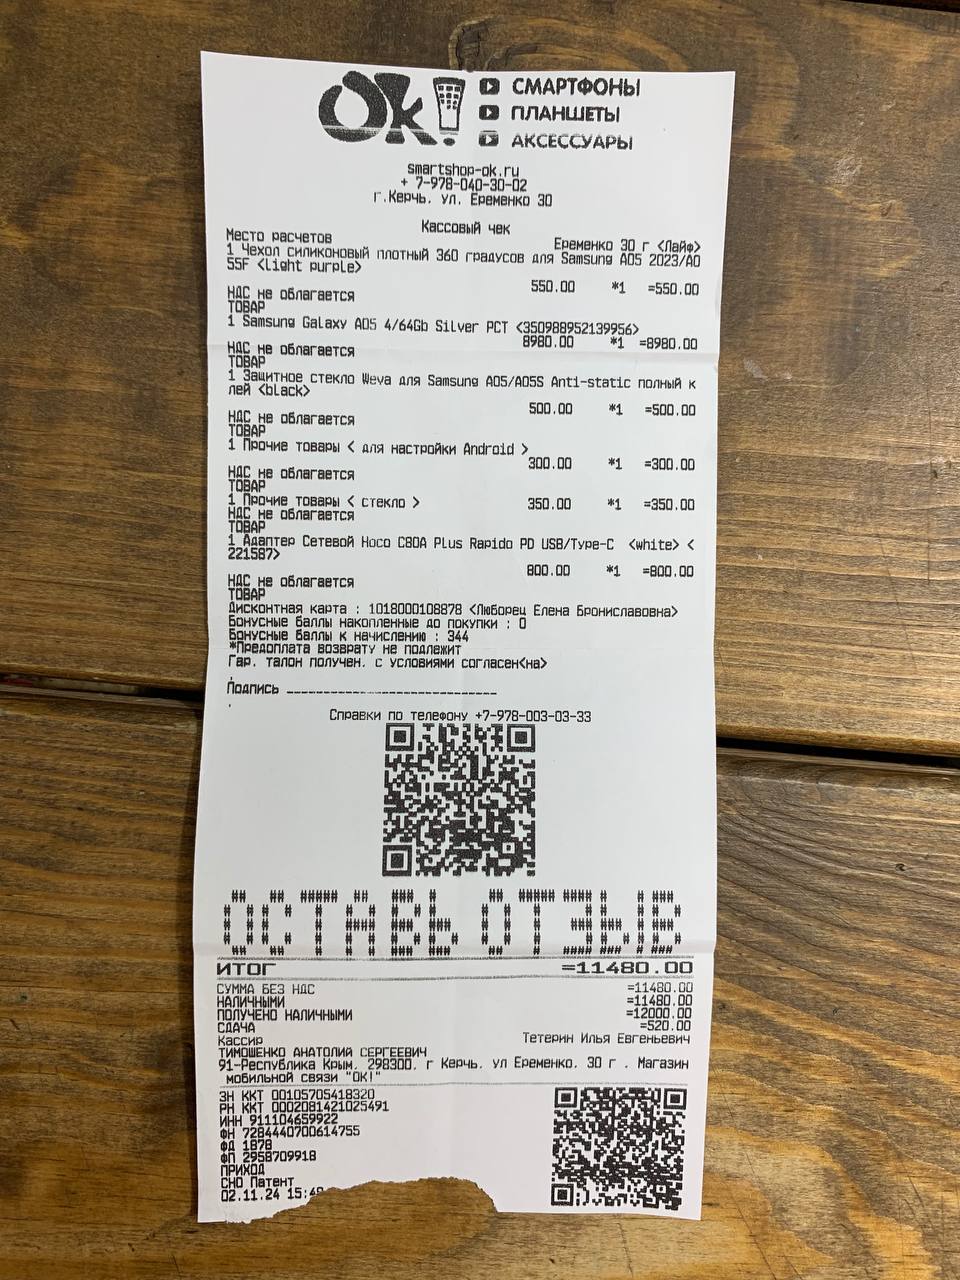 Ok!
СМАРТФОНЫ
ПЛАНШЕТЫ
АКСЕССУАРЫ
smartshop-ok.ru
+ 7-978-040-30-02
г.Керчь, ул. Еременко 30
Кассовый чек
Место расчетов Еременко 30 г <Лайф>
1 Чехол силиконовый плотный 360 градусов для Samsung A05 2023/A0
55F <light purple>
550.00 *1 =550.00
НДС не облагается
ТОВАР
1 Samsung Galaxy A05 4/64Gb Silver РСТ <350988952139956>
8980.00 *1 =8980.00
НДС не облагается
ТОВАР
1 Защитное стекло Weva для Samsung A05/A05S Anti-static полный к
лей <black>
500.00 *1 =500.00
НДС не облагается
ТОВАР
1 Прочие товары < для настройки Android >
300.00 *1 =300.00
НДС не облагается
ТОВАР
1 Прочие товары < стекло > 350.00 *1 =350.00
НДС не облагается
ТОВАР
1 Адаптер Сетевой Hoco C80A Plus Rapido PD USB/Type-C <white> <
221587>
800.00 *1 =800.00
НДС не облагается
ТОВАР
Дисконтная карта : 1018000108878 <Люборец Елена Брониславовна>
Бонусные баллы накопленные до покупки : 0
Бонусные баллы к начислению : 344
*Предоплата возврату не подлежит
Гар. талон получен, с условиями согласен<на>
Подпись ____________________________
Справки по телефону +7-978-003-03-33
ОСТАВЬ ОТЗЫВ
ИТОГ =11480.00
СУММА БЕЗ НДС =11480.00
НАЛИЧНЫМИ =11480.00
ПОЛУЧЕНО НАЛИЧНЫМИ =12000.00
СДАЧА =520.00
Кассир Тетерин Илья Евгеньевич
ТИМОШЕНКО АНАТОЛИЙ СЕРГЕЕВИЧ
91-Республика Крым, 298300, г Керчь, ул Еременко, 30 г , Магазин
мобильной связи "ОК!"
ЗН ККТ 00105705418320
РН ККТ 0002081421025491
ИНН 911104659922
ФН 7284440700614755
ФД 1878
ФП 2958709918
ПРИХОД
СНО Патент
02.11.24